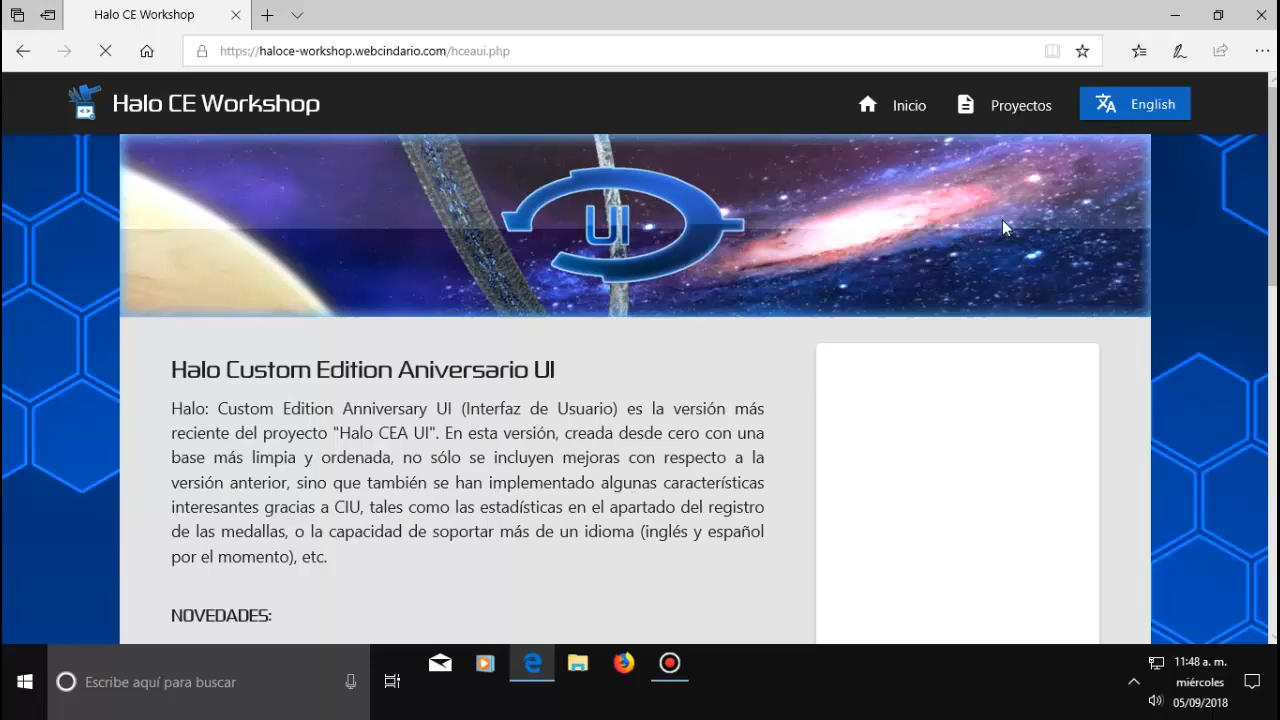 Halo CE Workshop
https://haloce-workshop.webcindario.com/hceaui.php
Halo CE Workshop
Inicio
Proyectos
English
UI
Halo Custom Edition Aniversario UI
Halo: Custom Edition Anniversary UI (Interfaz de Usuario) es la versión más
reciente del proyecto "Halo CEA UI". En esta versión, creada desde cero con una
base más limpia y ordenada, no sólo se incluyen mejoras con respecto a la
versión anterior, sino que también se han implementado algunas características
interesantes gracias a CIU, tales como las estadísticas en el apartado del registro
de las medallas, o la capacidad de soportar más de un idioma (inglés y español
por el momento), etc.
NOVEDADES:
Escribe aquí para buscar
11:48 a. m.
miércoles
05/09/2018